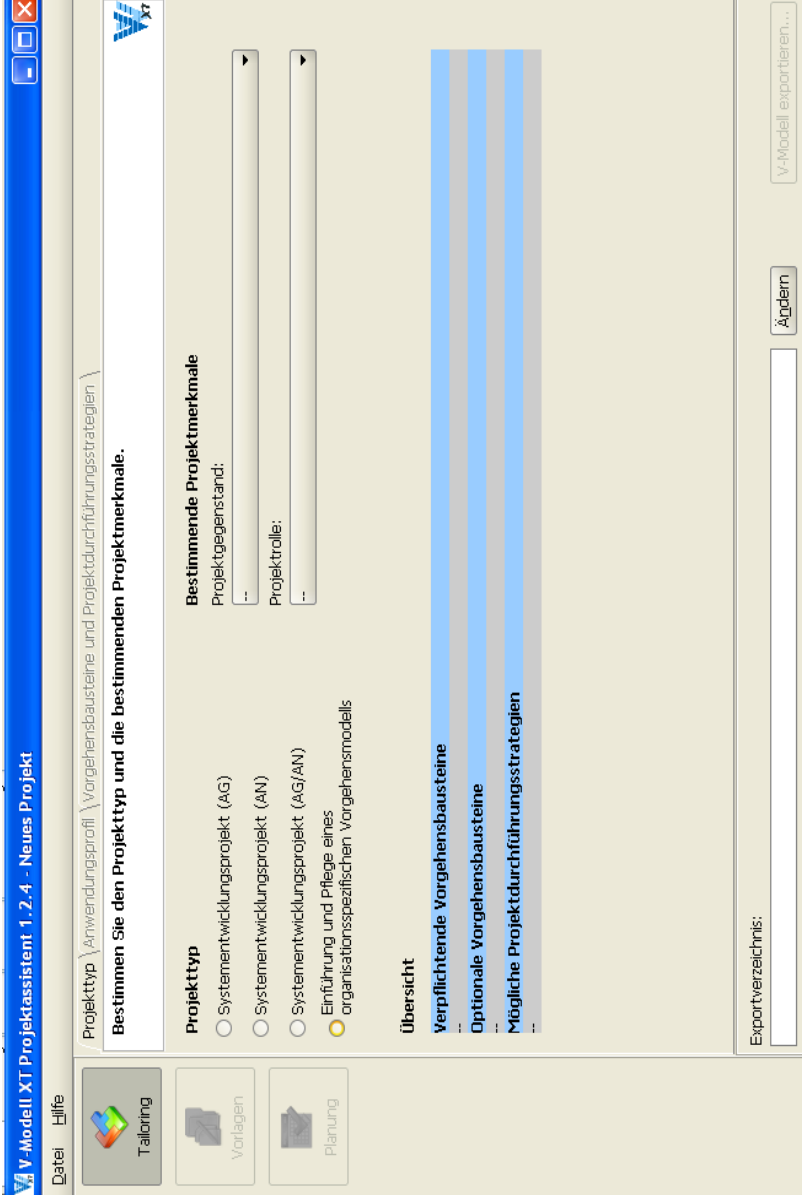 V-Modell XT Projektassistent 1.2.4 - Neues Projekt
Datei Hilfe
Tailoring
Vorlagen
Planung
Projekttyp Anwendungsprofil Vorgehensbausteine und Projektdurchführungsstrategien
Bestimmen Sie den Projekttyp und die bestimmenden Projektmerkmale.
XT
Projekttyp
Systementwicklungsprojekt (AG)
Systementwicklungsprojekt (AN)
Systementwicklungsprojekt (AG/AN)
Einführung und Pflege eines
organisationsspezifischen Vorgehensmodells
Bestimmende Projektmerkmale
Projektgegenstand:
--
Projektrolle:
--
Übersicht
Verpflichtende Vorgehensbausteine
--
Optionale Vorgehensbausteine
--
Mögliche Projektdurchführungsstrategien
--
Exportverzeichnis:
Ändern
V-Modell exportieren...